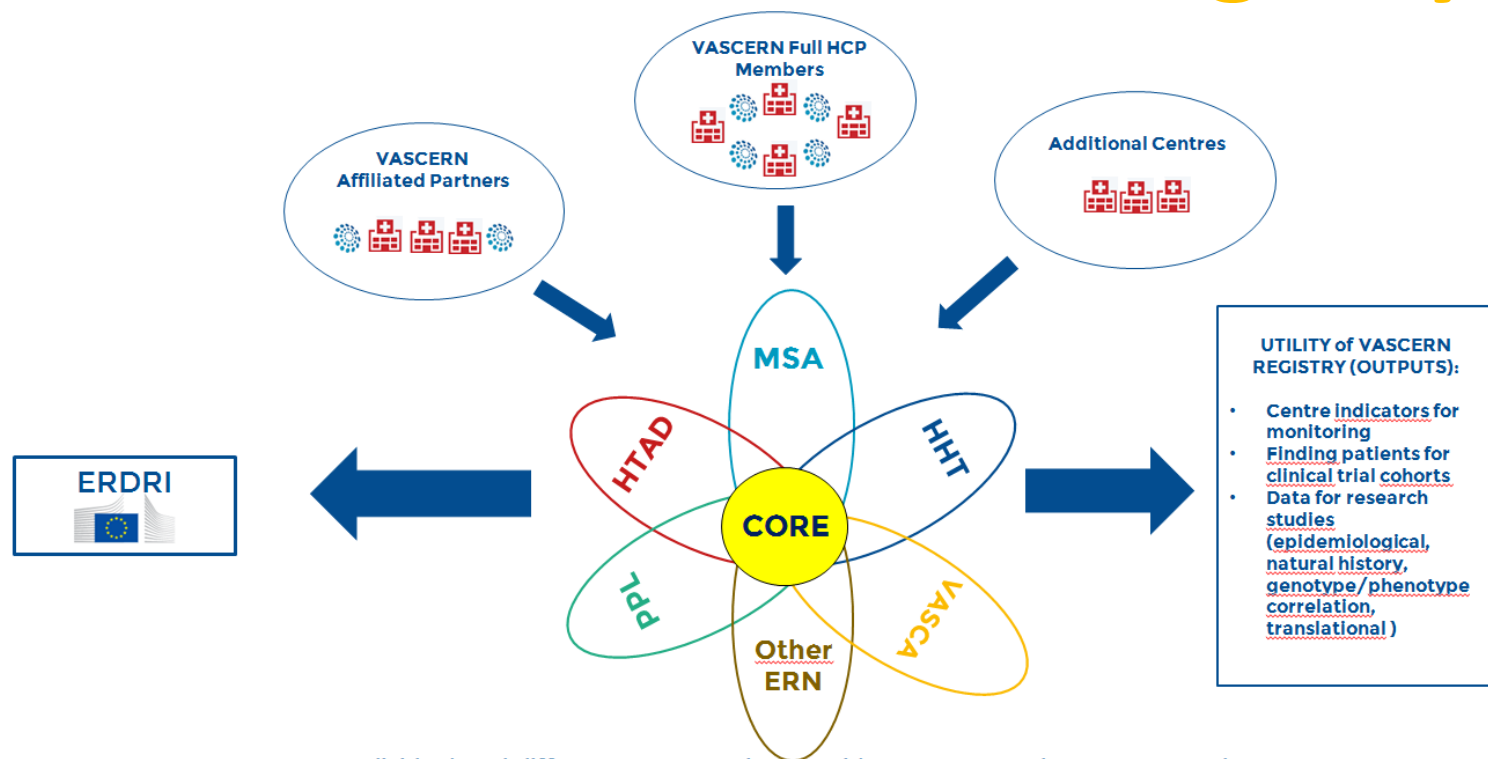 VASCERN Full HCP
Members
VASCERN
Affiliated Partners
Additional Centres
MSA
HTAD
HHT
CORE
PPL
VASCA
Other
ERN
ERDRI
UTILITY of VASCERN
REGISTRY (OUTPUTS):
• Centre indicators for
monitoring
• Finding patients for
clinical trial cohorts
• Data for research
studies
(epidemiological,
natural history,
genotype/phenotype
correlation,
translational )